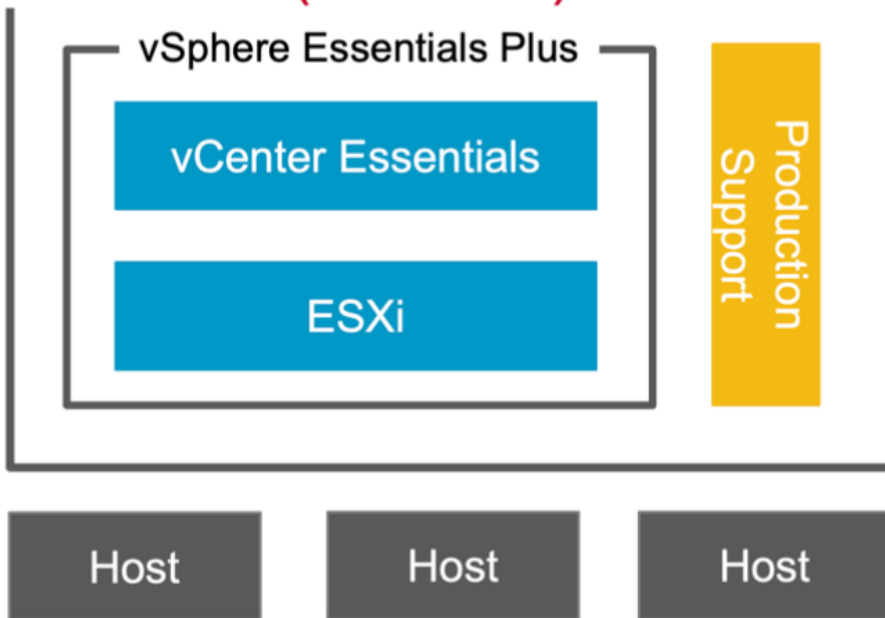 vSphere Essentials Plus
vCenter Essentials
ESXi
Production
Support
Host
Host
Host